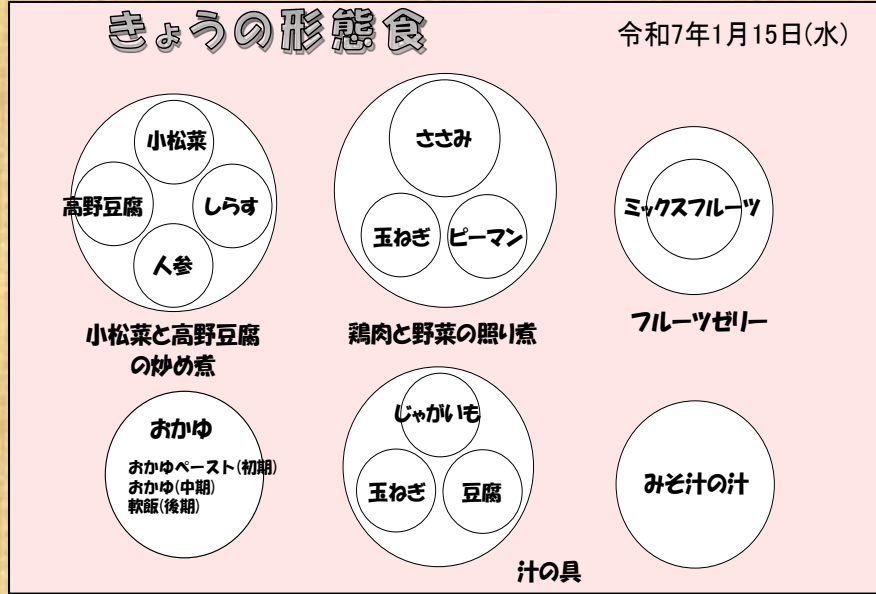 きょうの形態食
令和7年1月15日(水)
小松菜
高野豆腐
しらす
人参
小松菜と高野豆腐
の炒め煮
ささみ
玉ねぎ
ピーマン
鶏肉と野菜の照り煮
ミックスフルーツ
フルーツゼリー
おかゆ
おかゆペースト(初期)
おかゆ(中期)
軟飯(後期)
じゃがいも
玉ねぎ
豆腐
汁の具
みそ汁の汁